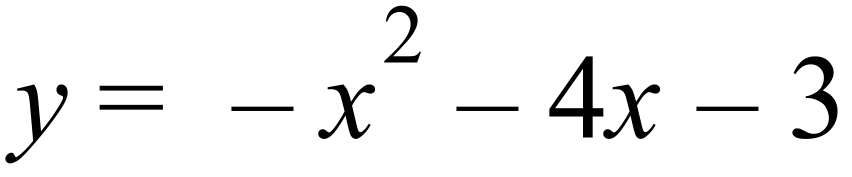 y = − x² − 4x − 3